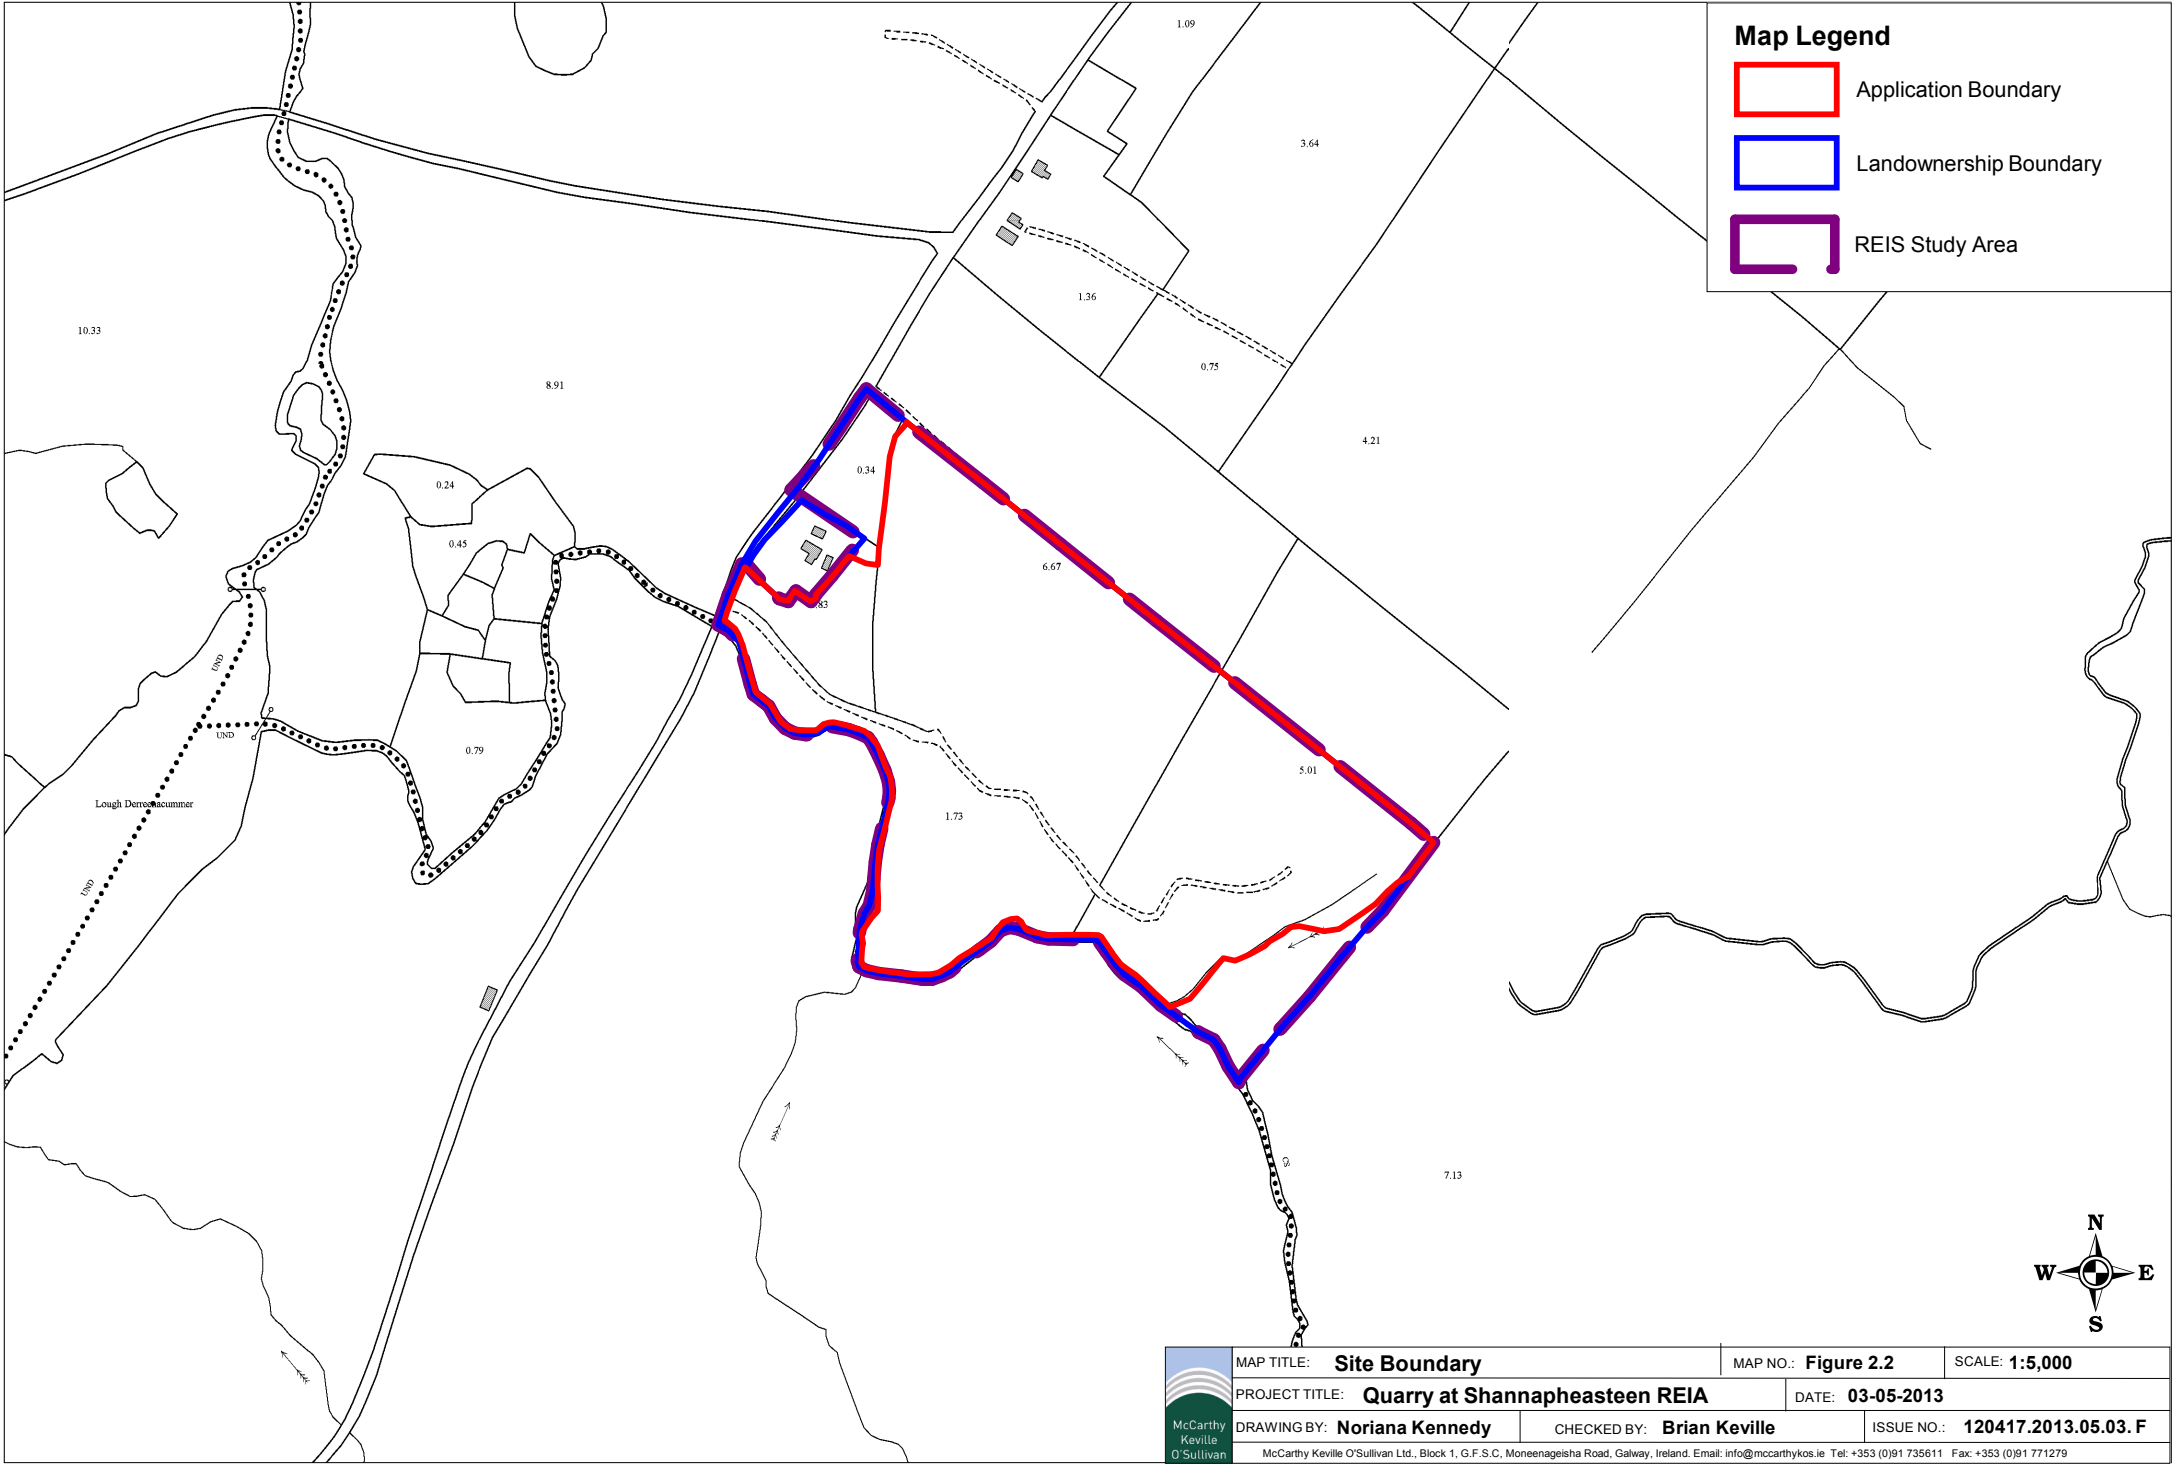 Map Legend
Application Boundary
Landownership Boundary
REIS Study Area
1.09
3.64
1.36
0.75
10.33
8.91
4.21
0.34
0.24
0.45
6.67
.83
UND
UND
0.79
5.01
Lough Derreenacummer
1.73
UND
CS
7.13
N
W E
S
MAP TITLE: Site Boundary MAP NO.: Figure 2.2 SCALE: 1:5,000
PROJECT TITLE: Quarry at Shannapheasteen REIA DATE: 03-05-2013
DRAWING BY: Noriana Kennedy CHECKED BY: Brian Keville ISSUE NO.: 120417.2013.05.03. F
McCarthy
Keville
O'Sullivan
McCarthy Keville O'Sullivan Ltd., Block 1, G.F.S.C, Moneenageisha Road, Galway, Ireland. Email: info@mccarthykos.ie Tel: +353 (0)91 735611 Fax: +353 (0)91 771279